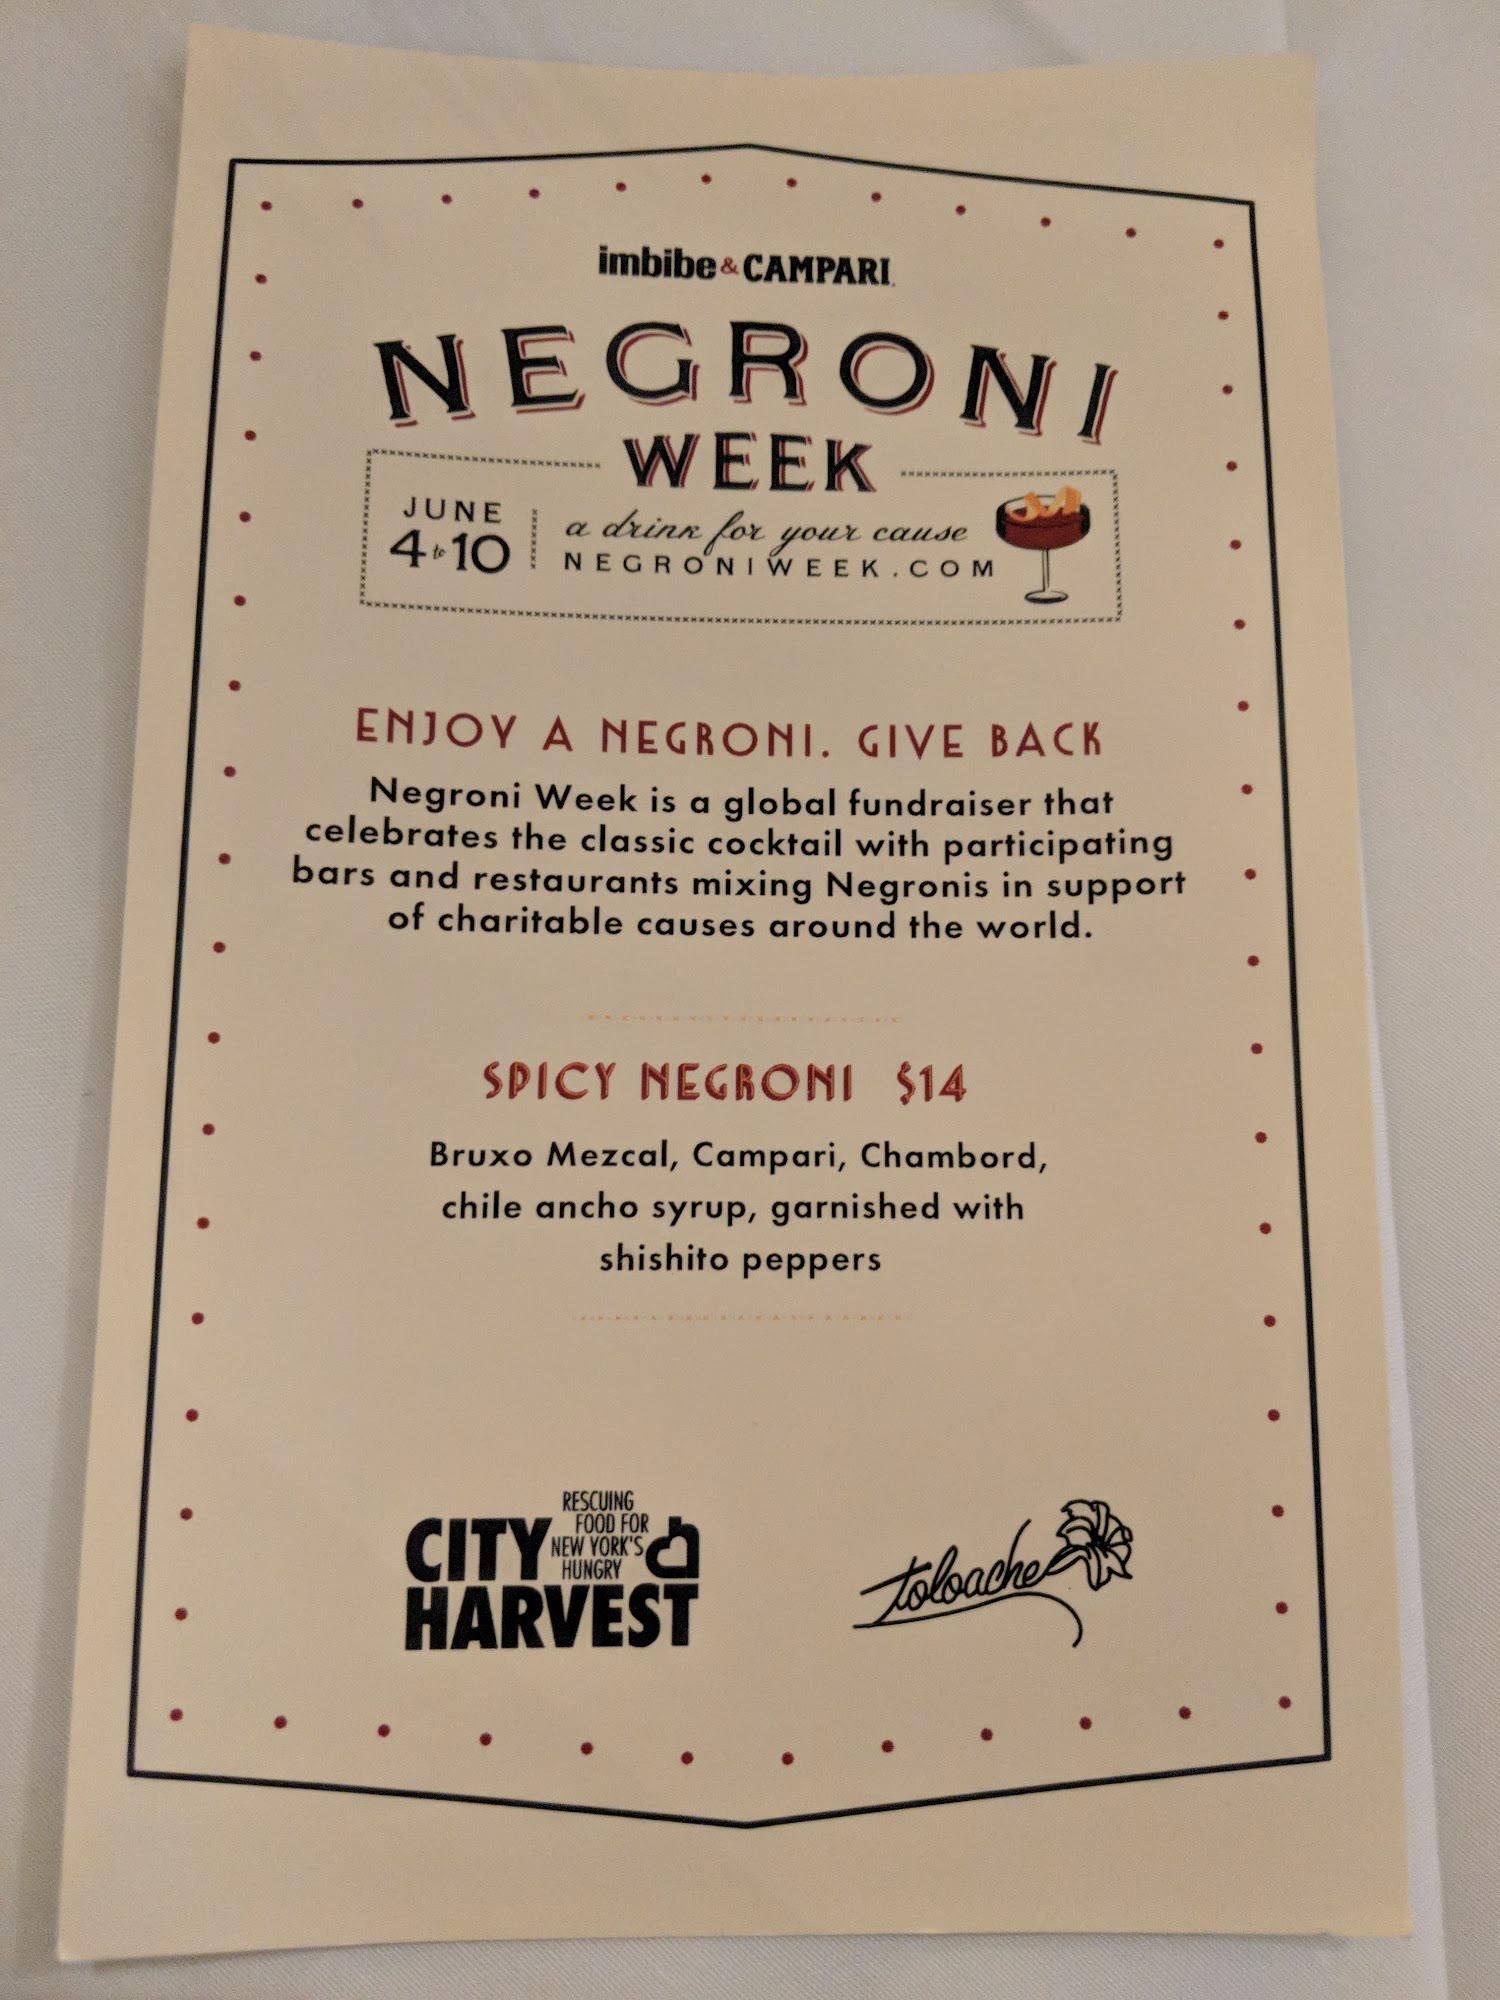 imbibe & CAMPARI
NEGRONI
WEEK
JUNE
4 to 10
a drink for your cause
NEGRONIWEEK.COM
ENJOY A NEGRONI. GIVE BACK
Negroni Week is a global fundraiser that
celebrates the classic cocktail with participating
bars and restaurants mixing Negronis in support
of charitable causes around the world.
SPICY NEGRONI $14
Bruxo Mezcal, Campari, Chambord,
chile ancho syrup, garnished with
shishito peppers
RESCUING
FOOD FOR
NEW YORK'S
HUNGRY
CITY
HARVEST
toloache